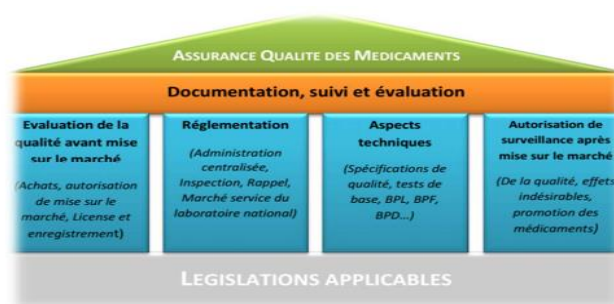 ASSURANCE QUALITE DES MEDICAMENTS
Documentation, suivi et évaluation
Evaluation de la
qualité avant mise
sur le marché
(Achats, autorisation
de mise sur le
marché, License et
enregistrement)
Réglementation
(Administration
centralisée,
Inspection, Rappel,
Marché service du
laboratoire national)
Aspects
techniques
(Spécifications de
qualité, tests de
base, BPL, BPF,
BPD...)
Autorisation de
surveillance après
mise sur le marché
(De la qualité, effets
indésirables,
promotion des
médicaments)
LEGISLATIONS APPLICABLES